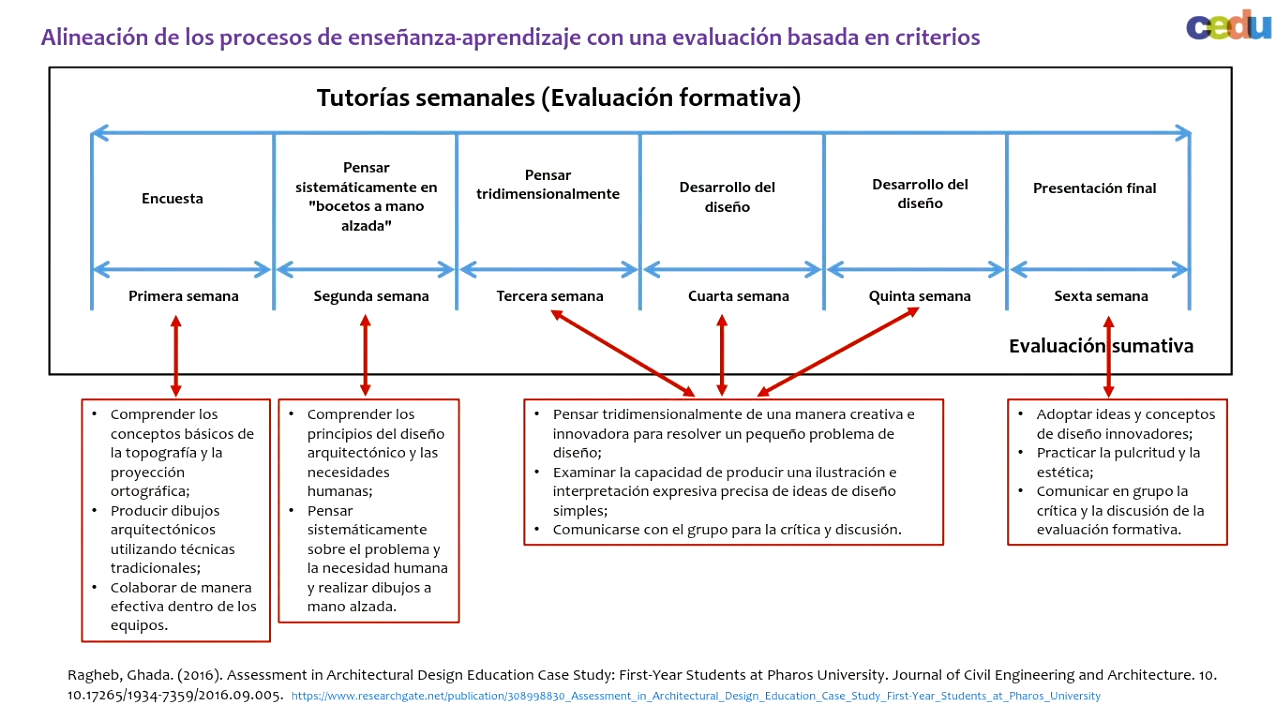 Alineación de los procesos de enseñanza-aprendizaje con una evaluación basada en criterios
cedu
Tutorías semanales (Evaluación formativa)
Encuesta
Pensar
sistemáticamente en
"bocetos a mano
alzada"
Pensar
tridimensionalmente
Desarrollo del
diseño
Desarrollo del
diseño
Presentación final
Primera semana
Segunda semana
Tercera semana
Cuarta semana
Quinta semana
Sexta semana
Evaluación sumativa
• Comprender los
conceptos básicos de
la topografía y la
proyección
ortográfica;
• Producir dibujos
arquitectónicos
utilizando técnicas
tradicionales;
• Colaborar de manera
efectiva dentro de los
equipos.
• Comprender los
principios del diseño
arquitectónico y las
necesidades
humanas;
• Pensar
sistemáticamente
sobre el problema y
la necesidad humana
y realizar dibujos a
mano alzada.
• Pensar tridimensionalmente de una manera creativa e
innovadora para resolver un pequeño problema de
diseño;
• Examinar la capacidad de producir una ilustración e
interpretación expresiva precisa de ideas de diseño
simples;
• Comunicarse con el grupo para la crítica y discusión.
• Adoptar ideas y conceptos
de diseño innovadores;
• Practicar la pulcritud y la
estética;
• Comunicar en grupo la
crítica y la discusión de la
evaluación formativa.
Ragheb, Ghada. (2016). Assessment in Architectural Design Education Case Study: First-Year Students at Pharos University. Journal of Civil Engineering and Architecture. 10.
10.17265/1934-7359/2016.09.005. https://www.researchgate.net/publication/308998830_Assessment_in_Architectural_Design_Education_Case_Study_First-Year_Students_at_Pharos_University